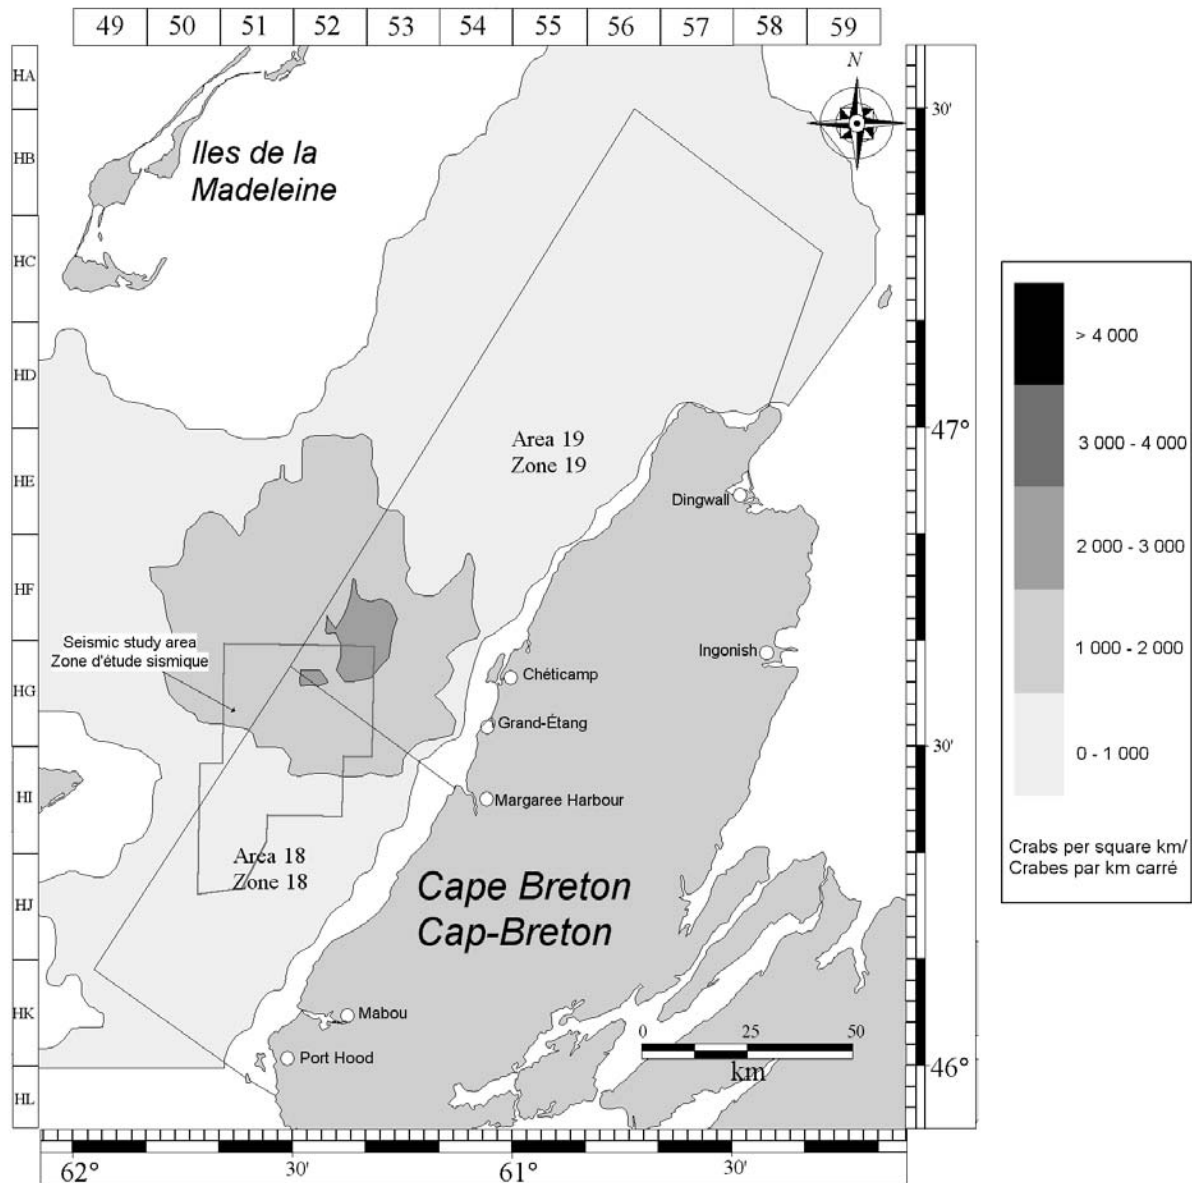 49 50 51 52 53 54 55 56 57 58 59
N
HA
30'
HB
Iles de la
Madeleine
HC
HD
> 4 000
47°
3 000 - 4 000
Area 19
Zone 19
HE
Dingwall
2 000 - 3 000
HF
Seismic study area
Zone d'étude sismique
Ingonish
1 000 - 2 000
Chéticamp
HG
Grand-Étang
30'
0 - 1 000
HI
Margaree Harbour
Crabs per square km/
Crabes par km carré
Area 18
Zone 18
Cape Breton
Cap-Breton
HJ
HK
Mabou
0 25 50
km
Port Hood
46°
HL
62° 30' 61° 30'